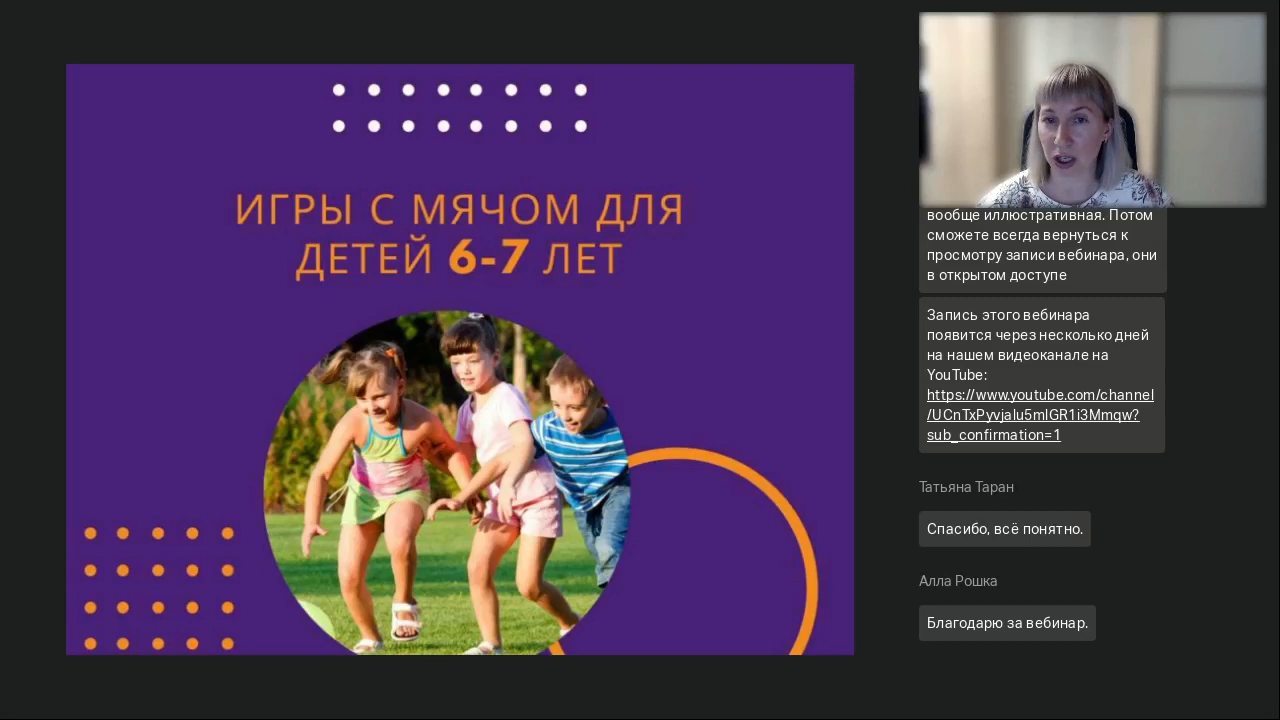 ИГРЫ С МЯЧОМ ДЛЯ
ДЕТЕЙ 6-7 ЛЕТ
вообще иллюстративная. Потом
сможете всегда вернуться к
просмотру записи вебинара, они
в открытом доступе
Запись этого вебинара
появится через несколько дней
на нашем видеоканале на
YouTube:
https://www.youtube.com/channel
/UCnTxPyvjalu5mlGR1i3Mmqw?
sub_confirmation=1
Татьяна Таран
Спасибо, всё понятно.
Алла Рошка
Благодарю за вебинар.